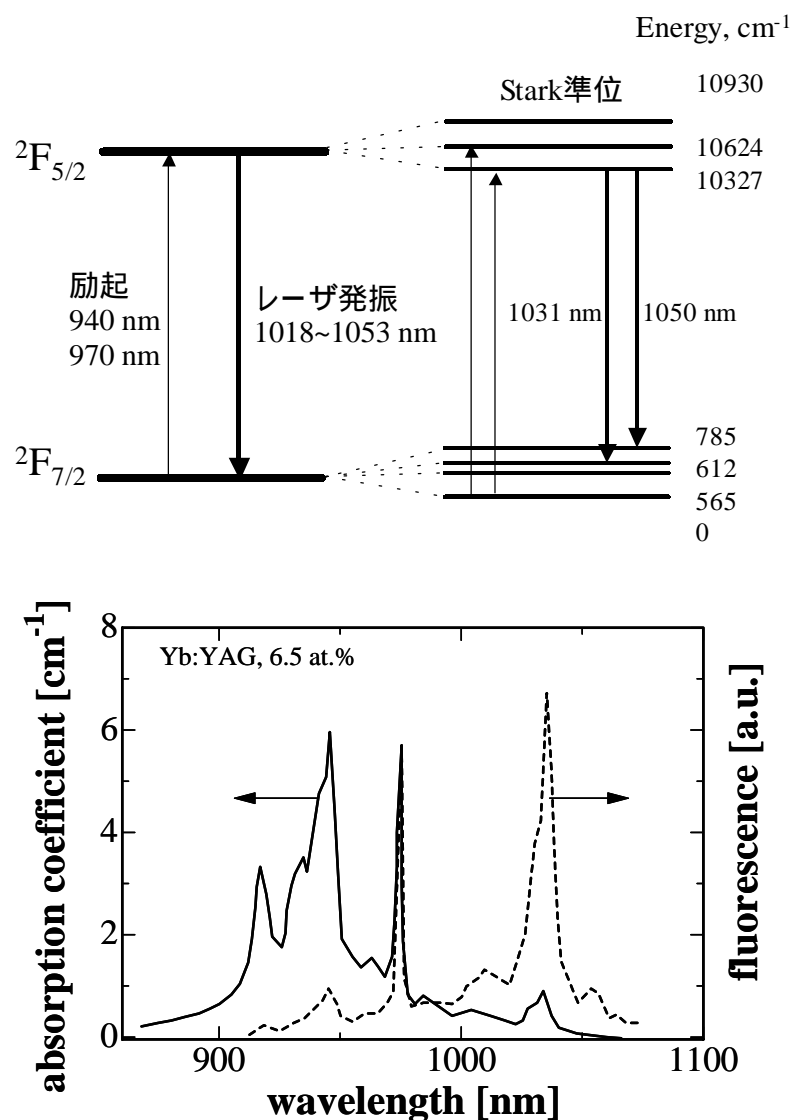 Energy, cm-1
Stark準位
10930
10624
10327
2F5/2
励起
940 nm
970 nm
レーザ発振
1018~1053 nm
1031 nm
1050 nm
2F7/2
785
612
565
0
absorption coefficient [cm-1]
8
6
4
2
0
Yb:YAG, 6.5 at.%
fluorescence [a.u.]
900
1000
1100
wavelength [nm]